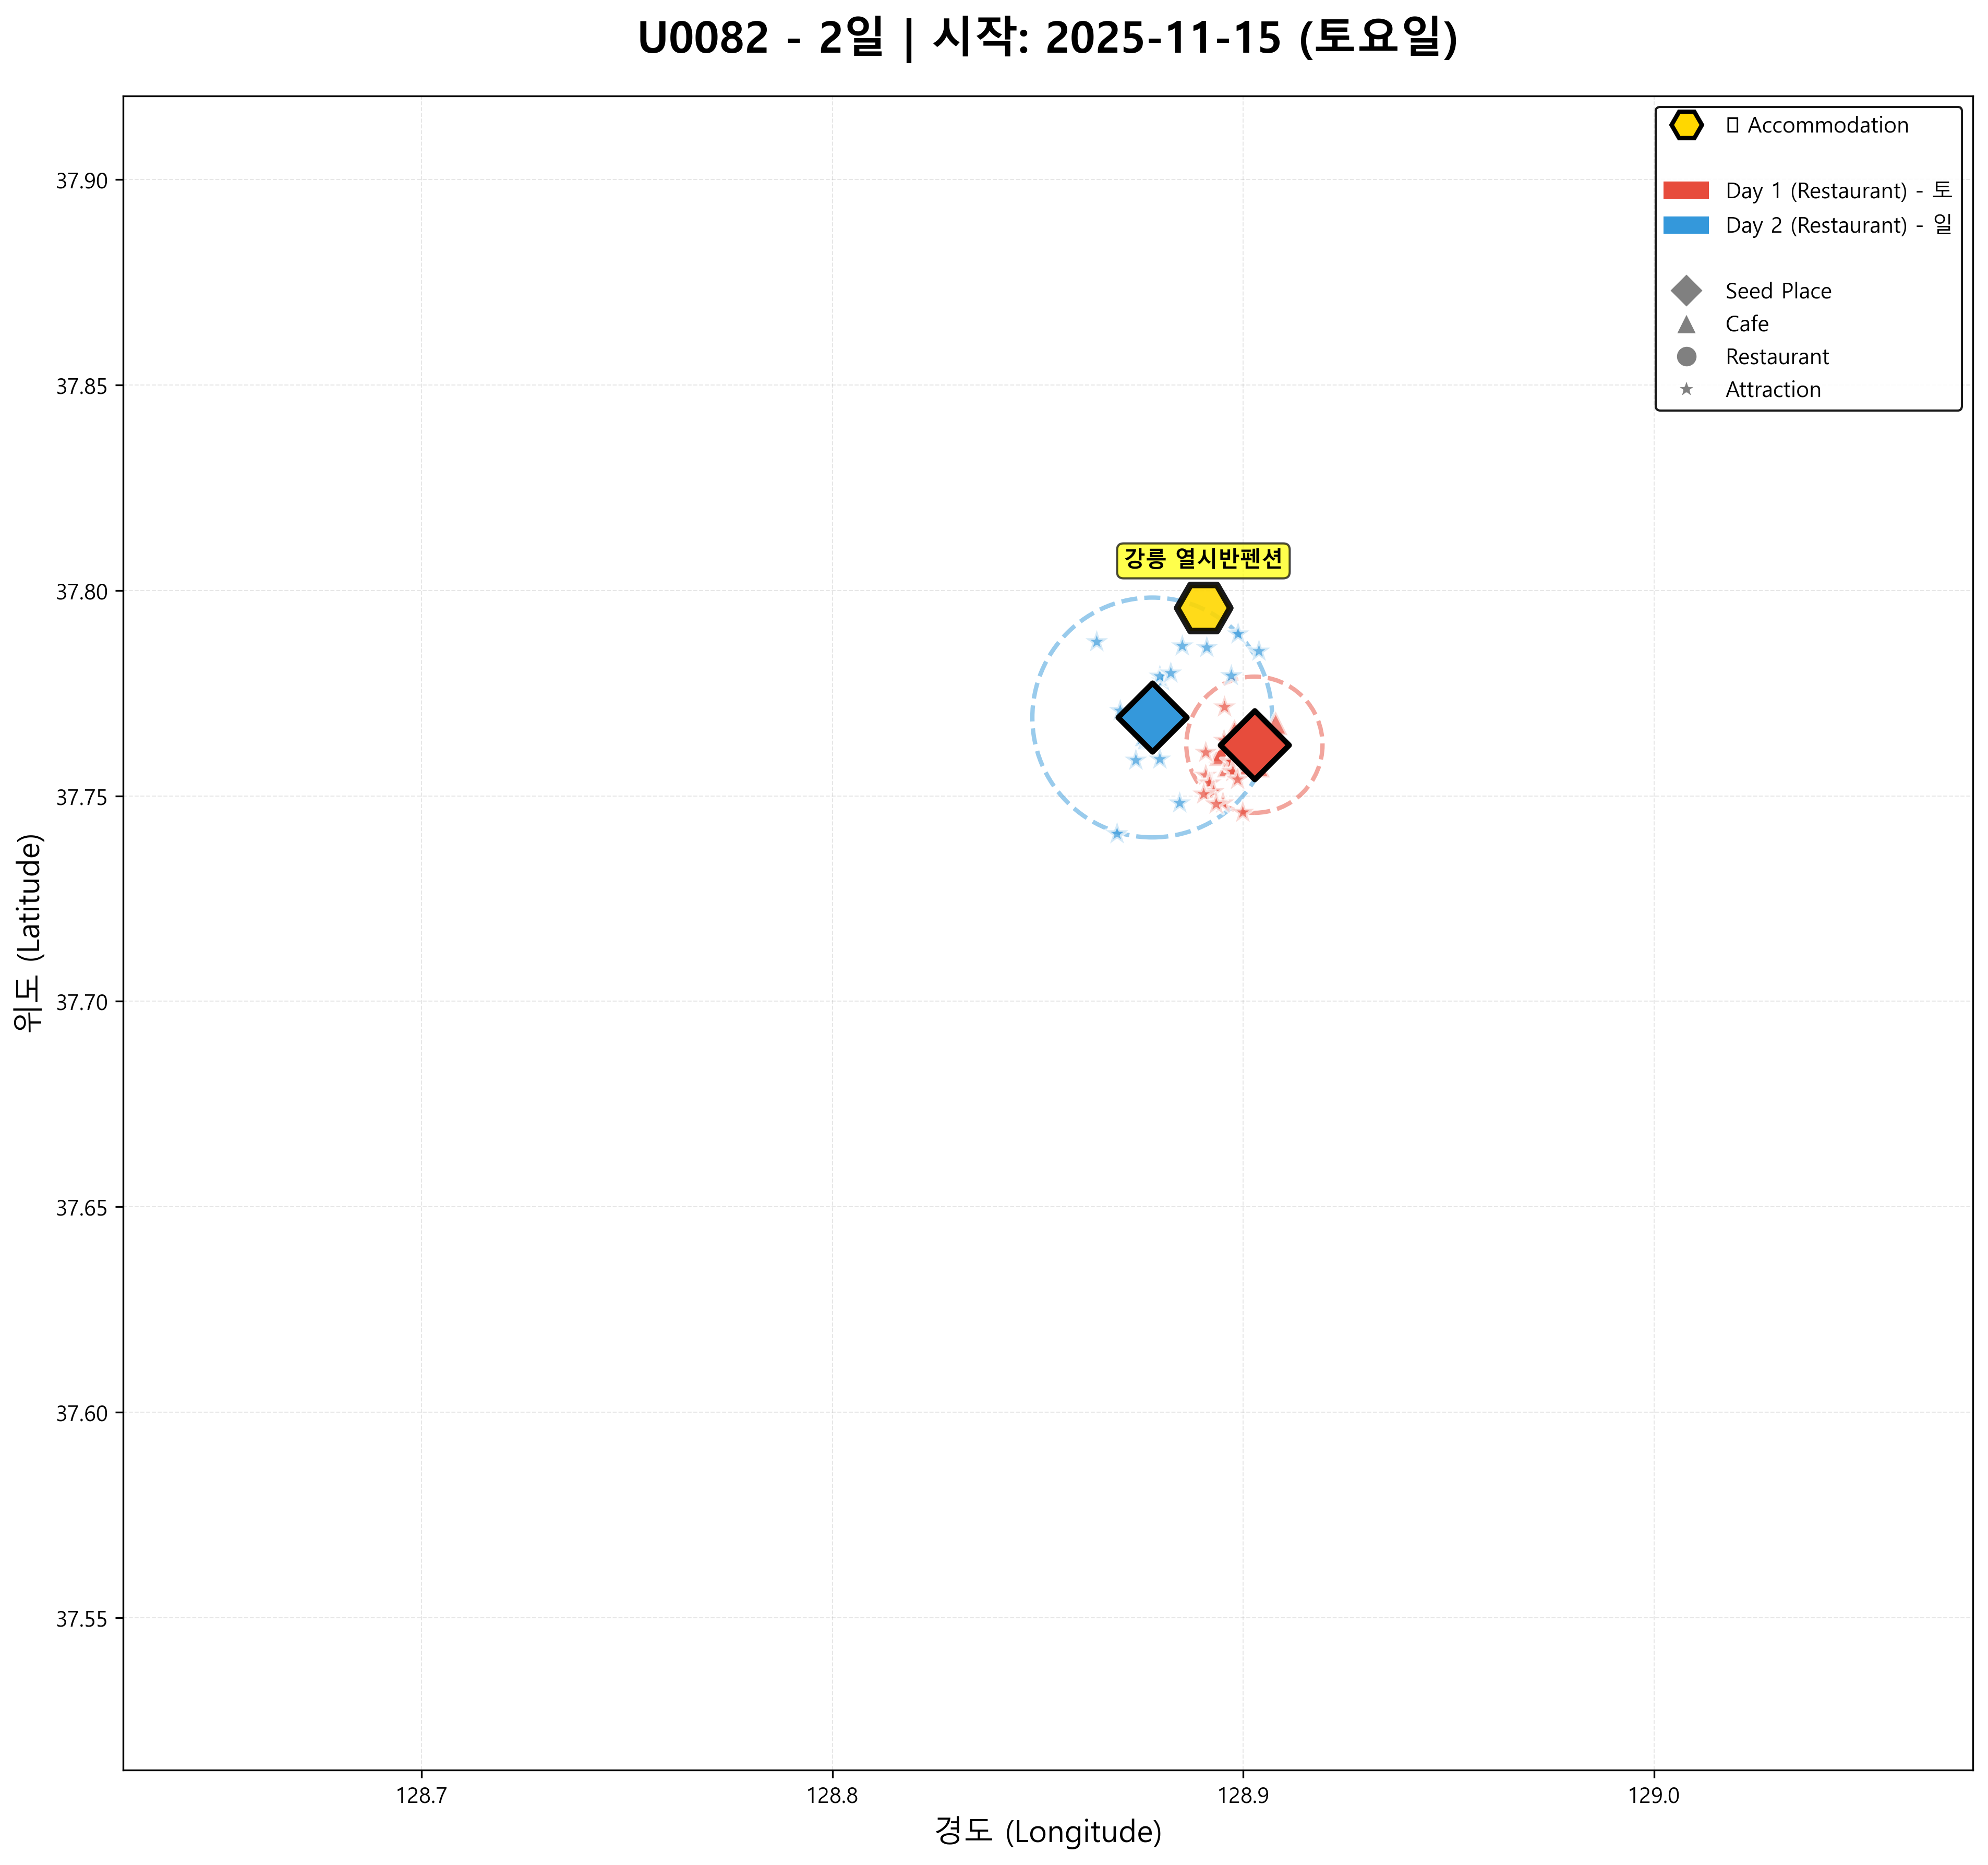 U0082 - 2일 | 시작: 2025-11-15 (토요일)
Accommodation
Day 1 (Restaurant) - 토
Day 2 (Restaurant) - 일
Seed Place
Cafe
Restaurant
Attraction
강릉 열시반펜션
37.90
37.85
37.80
37.75
37.70
37.65
37.60
37.55
위도 (Latitude)
128.7
128.8
128.9
129.0
경도 (Longitude)